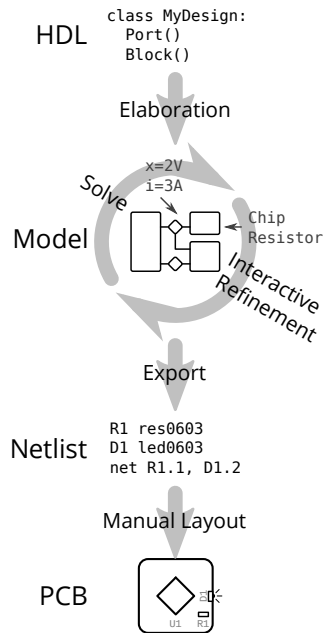 class MyDesign:
HDL
Port()
Block()
Elaboration
x=2V
i=3A
Solve
Chip
Resistor
Model
Interactive
Refinement
Export
R1 res0603
Netlist
D1 led0603
net R1.1, D1.2
Manual Layout
PCB
D1
U1
R1